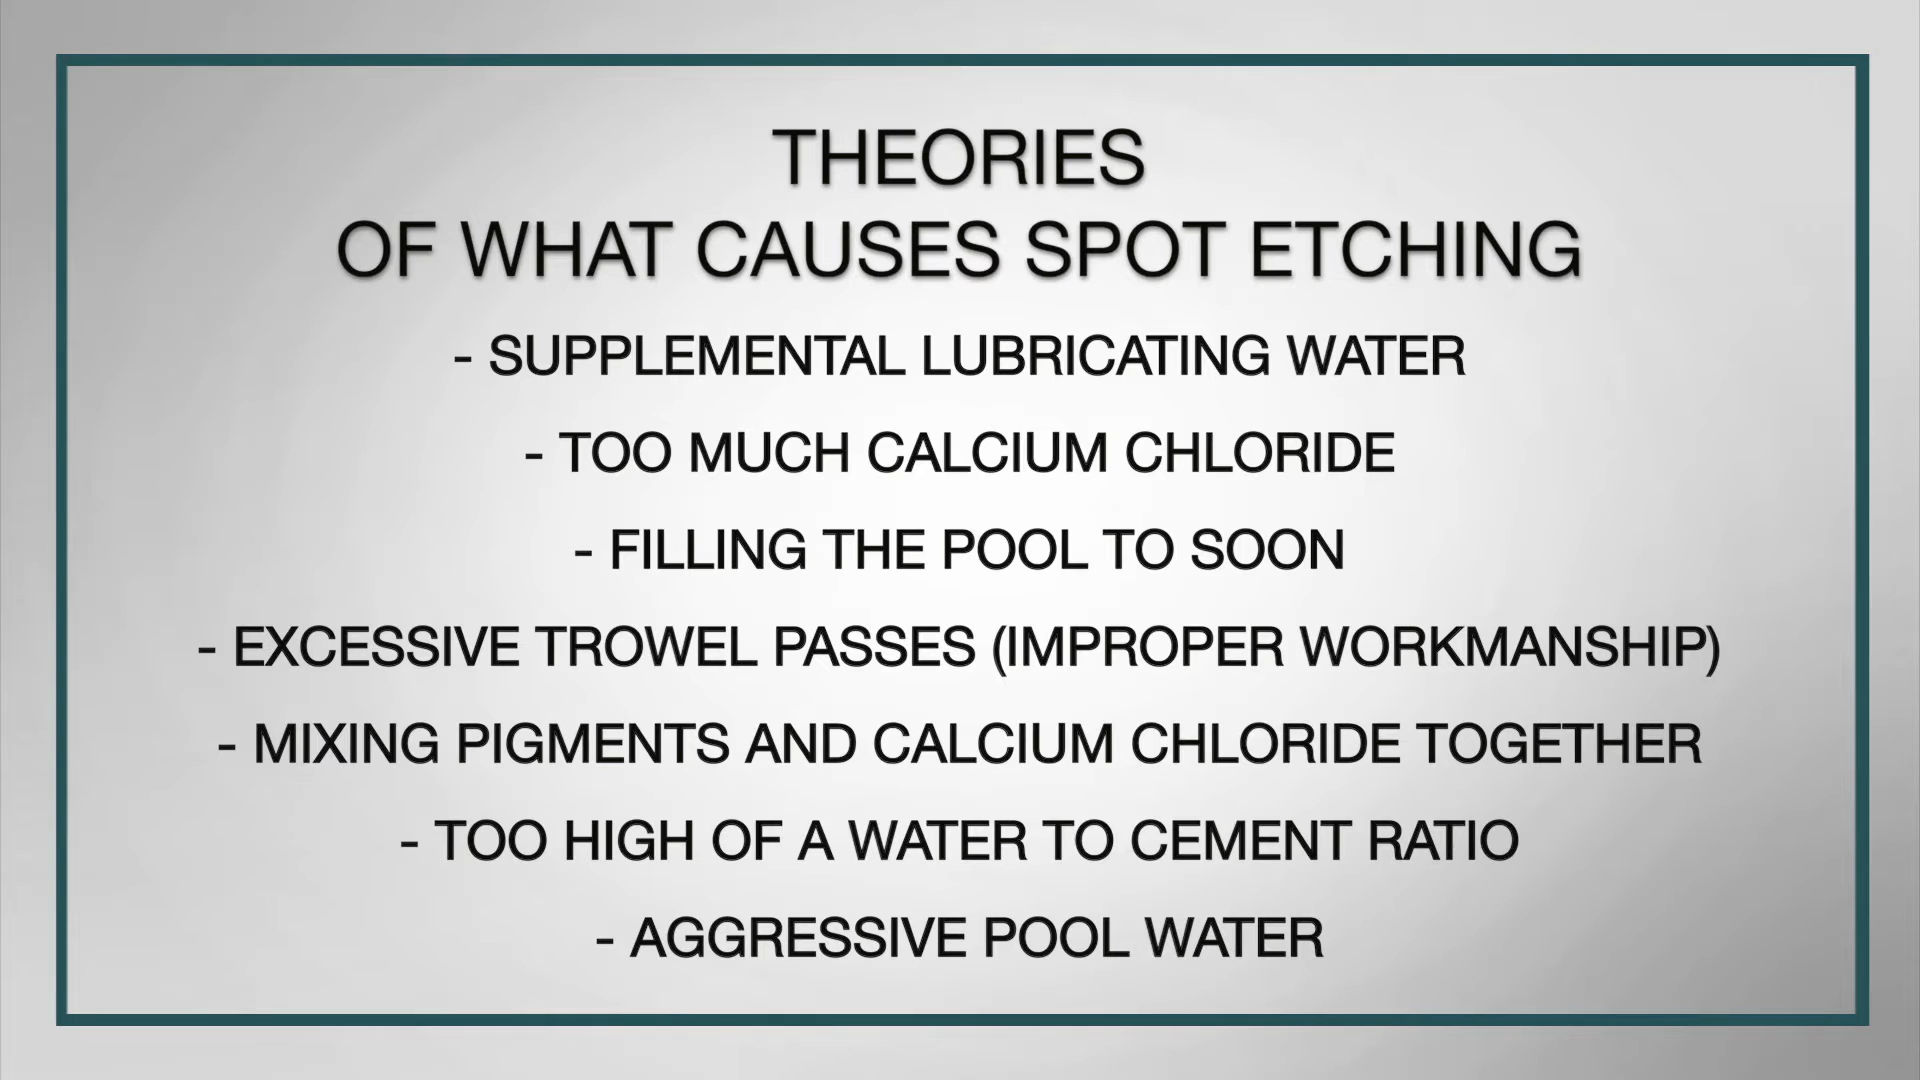 THEORIES
OF WHAT CAUSES SPOT ETCHING
- SUPPLEMENTAL LUBRICATING WATER
- TOO MUCH CALCIUM CHLORIDE
- FILLING THE POOL TO SOON
- EXCESSIVE TROWEL PASSES (IMPROPER WORKMANSHIP)
- MIXING PIGMENTS AND CALCIUM CHLORIDE TOGETHER
- TOO HIGH OF A WATER TO CEMENT RATIO
- AGGRESSIVE POOL WATER